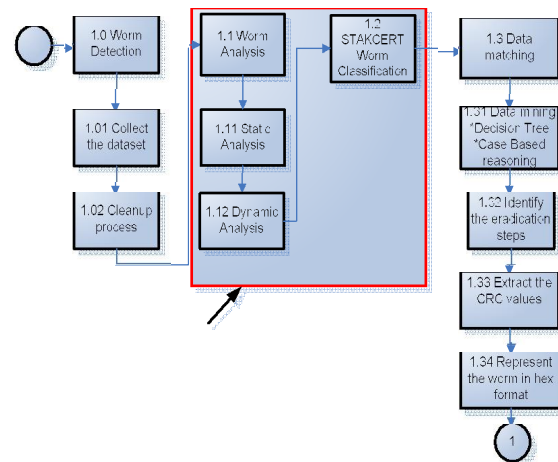 1.0 Worm
Detection
1.01 Collect
the dataset
1.02 Cleanup
process
1.1 Worm
Analysis
1.11 Static
Analysis
1.12 Dynamic
Analysis
1.2
STAKCERT
Worm
Classification
1.3 Data
matching
1.31 Data mining
*Decision Tree
*Case Based
reasoning
1.32 Identify
the eradication
steps
1.33 Extract the
CRC values
1.34 Represent
the worm in hex
format
1